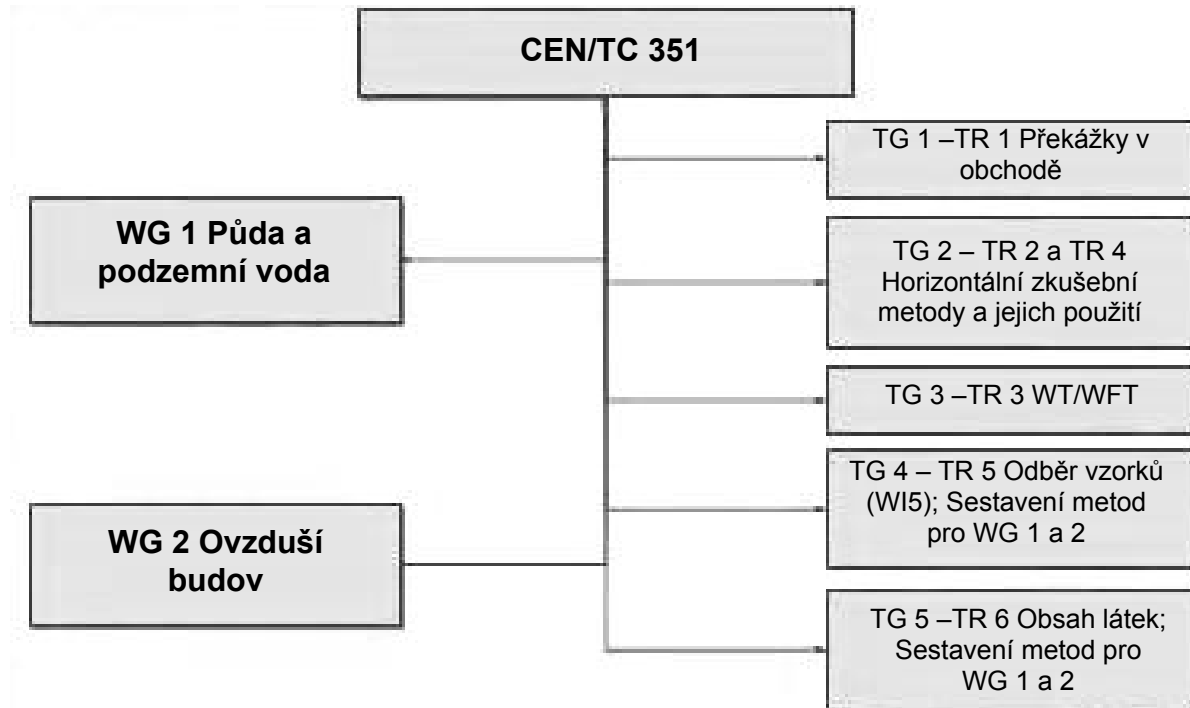 CEN/TC 351
TG 1 –TR 1 Překážky v
obchodě
WG 1 Půda a
podzemní voda
TG 2 – TR 2 a TR 4
Horizontální zkušební
metody a jejich použití
TG 3 –TR 3 WT/WFT
TG 4 – TR 5 Odběr vzorků
(WI5); Sestavení metod
pro WG 1 a 2
WG 2 Ovzduší
budov
TG 5 –TR 6 Obsah látek;
Sestavení metod pro
WG 1 a 2